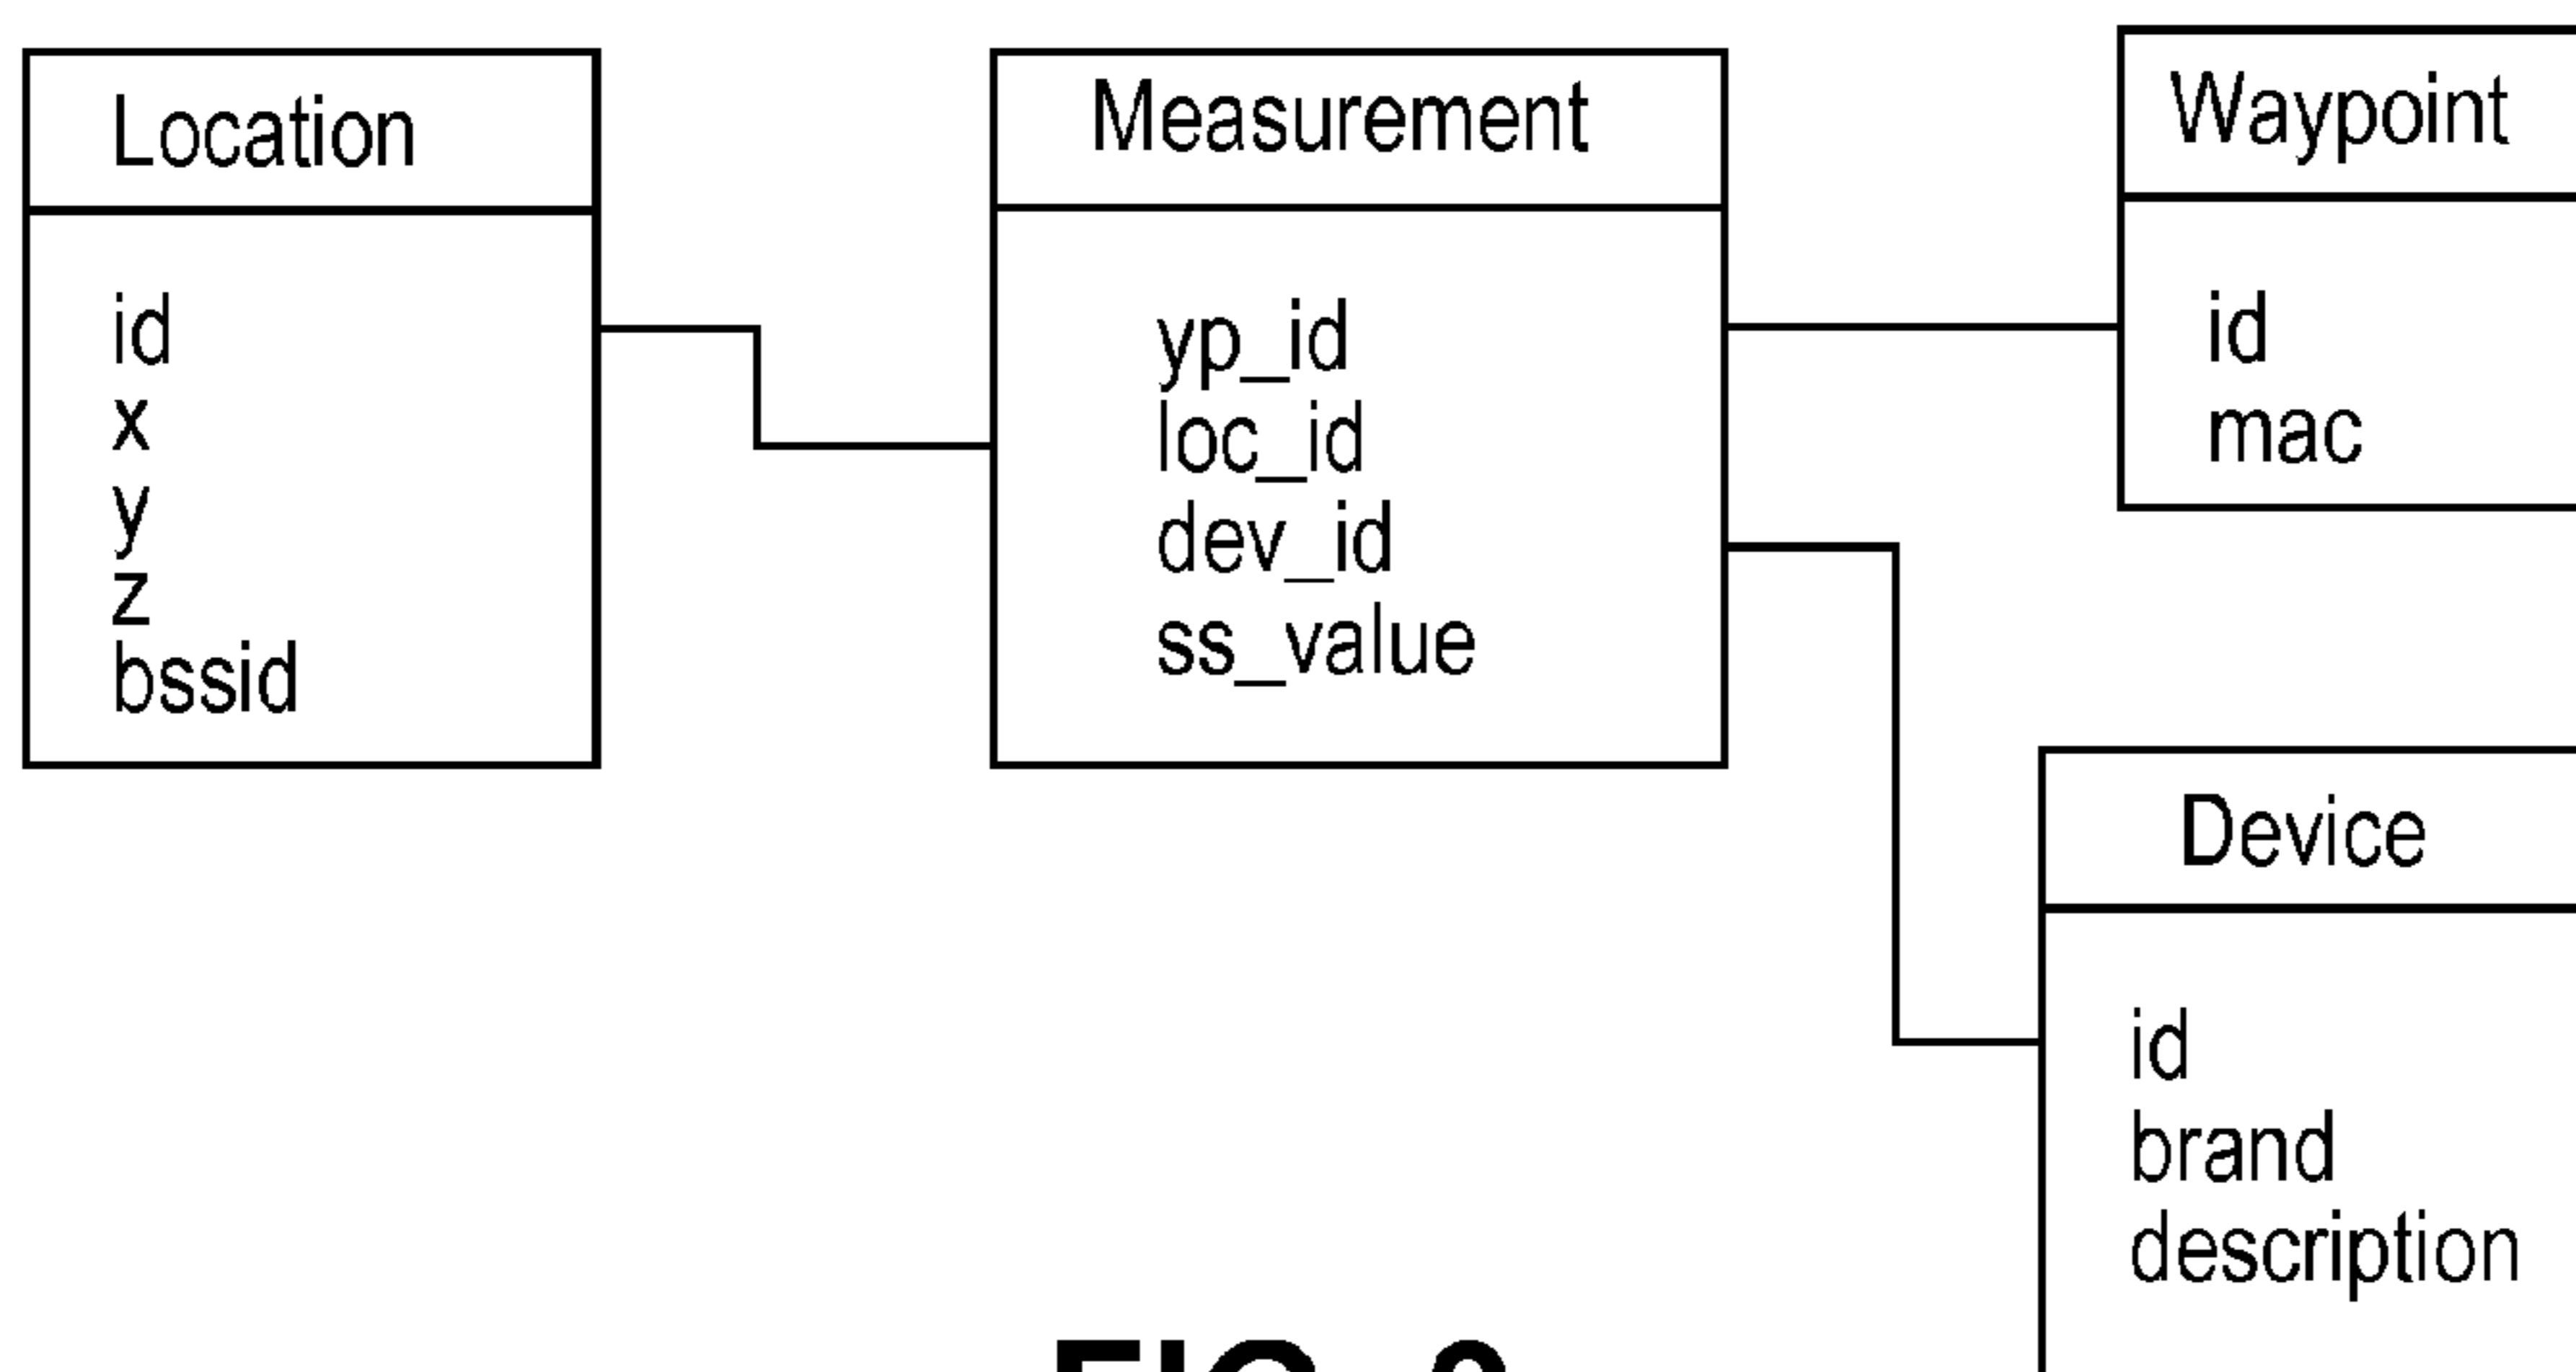 Location
id
x
y
z
bssid
Measurement
yp_id
loc_id
dev_id
ss_value
Waypoint
id
mac
Device
id
brand
description